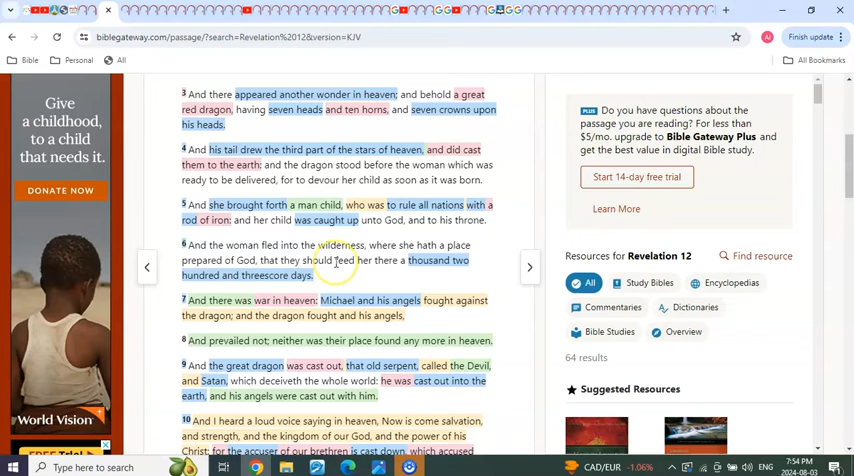 Finish update
biblegateway.com/passage/?search=Revelation%2012&version=KJV
AI
Bible
Personal
All
All Bookmarks
Give
a childhood,
to a child
that needs it.
DONATE NOW
World Vision
3 And there appeared another wonder in heaven; and behold a great
red dragon, having seven heads and ten horns, and seven crowns upon
his heads.
4 And his tail drew the third part of the stars of heaven, and did cast
them to the earth: and the dragon stood before the woman which was
ready to be delivered, for to devour her child as soon as it was born.
5 And she brought forth a man child, who was to rule all nations with a
rod of iron: and her child was caught up unto God, and to his throne.
6 And the woman fled into the wilderness, where she hath a place
prepared of God, that they should feed her there a thousand two
hundred and threescore days.
7 And there was war in heaven: Michael and his angels fought against
the dragon; and the dragon fought and his angels,
8 And prevailed not; neither was their place found any more in heaven.
9 And the great dragon was cast out, that old serpent, called the Devil,
and Satan, which deceiveth the whole world: he was cast out into the
earth, and his angels were cast out with him.
10 And I heard a loud voice saying in heaven, Now is come salvation,
and strength, and the kingdom of our God, and the power of his
Christ: for the accuser of our brethren is cast down, which accused
PLUS Do you have questions about the
passage you are reading? For less than
$5/mo. upgrade to Bible Gateway Plus and
get the best value in digital Bible study.
Start 14-day free trial
Learn More
Resources for Revelation 12
Find resource
All
Study Bibles
Encyclopedias
Commentaries
Dictionaries
Bible Studies
Overview
64 results
Suggested Resources
Type here to search
CAD/EUR -1.06%
7:54 PM
2024-08-03